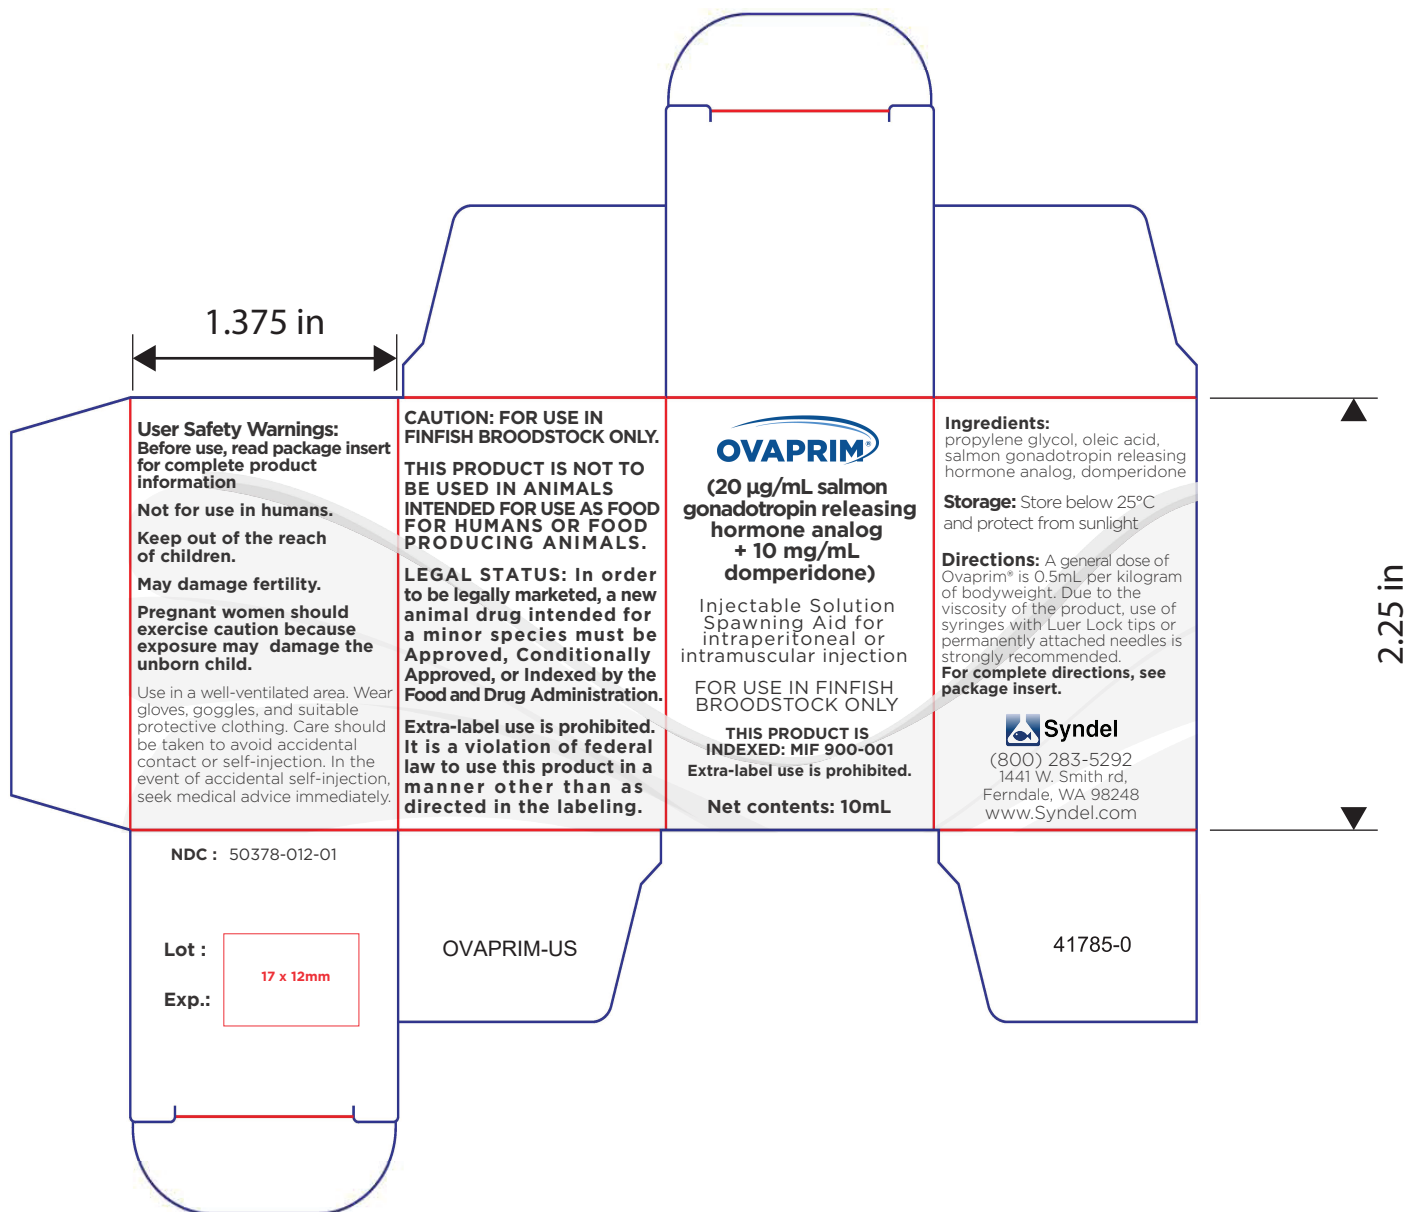 1.375 in
User Safety Warnings:
Before use, read package insert
for complete product
information
Not for use in humans.
Keep out of the reach
of children.
May damage fertility.
Pregnant women should
exercise caution because
exposure may damage the
unborn child.
Use in a well-ventilated area. Wear
gloves, goggles, and suitable
protective clothing. Care should
be taken to avoid accidental
contact or self-injection. In the
event of accidental self-injection,
seek medical advice immediately.
CAUTION: FOR USE IN
FINFISH BROODSTOCK ONLY.
THIS PRODUCT IS NOT TO
BE USED IN ANIMALS
INTENDED FOR USE AS FOOD
FOR HUMANS OR FOOD
PRODUCING ANIMALS.
LEGAL STATUS: In order
to be legally marketed, a new
animal drug intended for
a minor species must be
Approved, Conditionally
Approved, or Indexed by the
Food and Drug Administration.
Extra-label use is prohibited.
It is a violation of federal
law to use this product in a
manner other than as
directed in the labeling.
OVAPRIM®
(20 µg/mL salmon
gonadotropin releasing
hormone analog
+ 10 mg/mL
domperidone)
Injectable Solution
Spawning Aid for
intraperitoneal or
intramuscular injection
FOR USE IN FINFISH
BROODSTOCK ONLY
THIS PRODUCT IS
INDEXED: MIF 900-001
Extra-label use is prohibited.
Net contents: 10mL
Ingredients:
propylene glycol, oleic acid,
salmon gonadotropin releasing
hormone analog, domperidone
Storage: Store below 25°C
and protect from sunlight
Directions: A general dose of
Ovaprim® is 0.5mL per kilogram
of bodyweight. Due to the
viscosity of the product, use of
syringes with Luer Lock tips or
permanently attached needles is
strongly recommended.
For complete directions, see
package insert.
Syndel
(800) 283-5292
1441 W. Smith rd,
Ferndale, WA 98248
www.Syndel.com
2.25 in
NDC : 50378-012-01
Lot :
17 x 12mm
Exp.:
OVAPRIM-US
41785-0